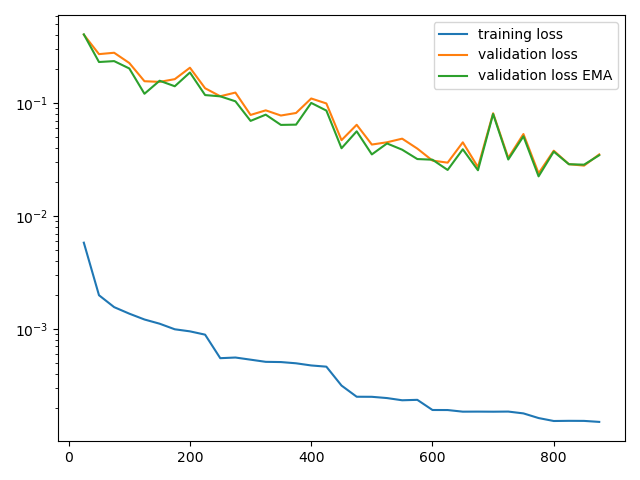 training loss
validation loss
validation loss EMA
10⁻¹
10⁻²
10⁻³
0 200 400 600 800